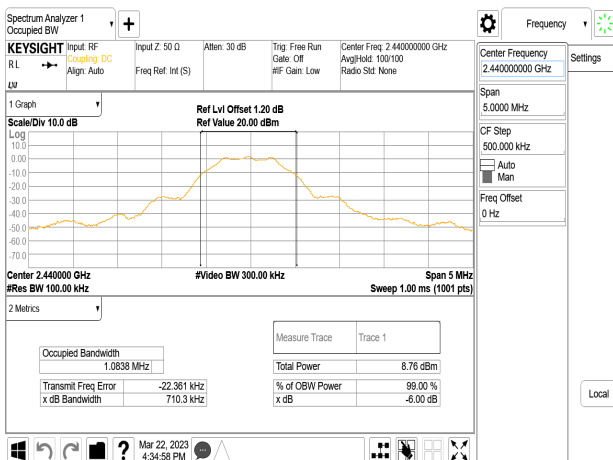 Spectrum Analyzer 1
Occupied BW
+
Frequency
KEYSIGHT
R L
LXI
Input: RF
Coupling: DC
Align: Auto
Input Z: 50 Ω
Freq Ref: Int (S)
Atten: 30 dB
Trig: Free Run
Gate: Off
#IF Gain: Low
Center Freq: 2.440000000 GHz
Avg|Hold: 100/100
Radio Std: None
Center Frequency
2.440000000 GHz
Settings
Span
5.0000 MHz
CF Step
500.000 kHz
Auto
Man
Freq Offset
0 Hz
1 Graph
Scale/Div 10.0 dB
Ref Lvl Offset 1.20 dB
Ref Value 20.00 dBm
Log
10.0
0.00
-10.0
-20.0
-30.0
-40.0
-50.0
-60.0
-70.0
Center 2.440000 GHz
#Video BW 300.00 kHz
Span 5 MHz
#Res BW 100.00 kHz
Sweep 1.00 ms (1001 pts)
2 Metrics
Measure Trace
Trace 1
Occupied Bandwidth
1.0838 MHz
Total Power
8.76 dBm
Transmit Freq Error
-22.361 kHz
% of OBW Power
99.00 %
x dB Bandwidth
710.3 kHz
x dB
-6.00 dB
Local
?
Mar 22, 2023
4:34:58 PM